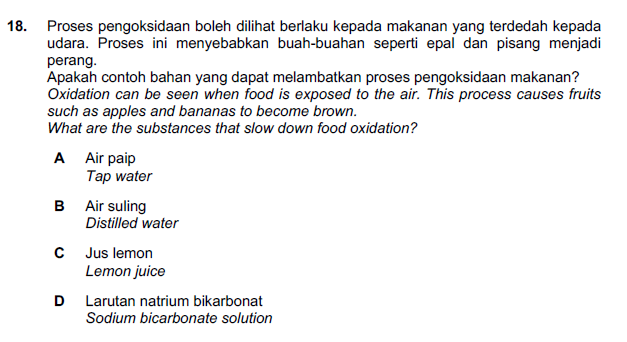 18. Proses pengoksidaan boleh dilihat berlaku kepada makanan yang terdedah kepada
udara. Proses ini menyebabkan buah-buahan seperti epal dan pisang menjadi
perang.
Apakah contoh bahan yang dapat melambatkan proses pengoksidaan makanan?
Oxidation can be seen when food is exposed to the air. This process causes fruits
such as apples and bananas to become brown.
What are the substances that slow down food oxidation?
A Air paip
Tap water
B Air suling
Distilled water
C Jus lemon
Lemon juice
D Larutan natrium bikarbonat
Sodium bicarbonate solution